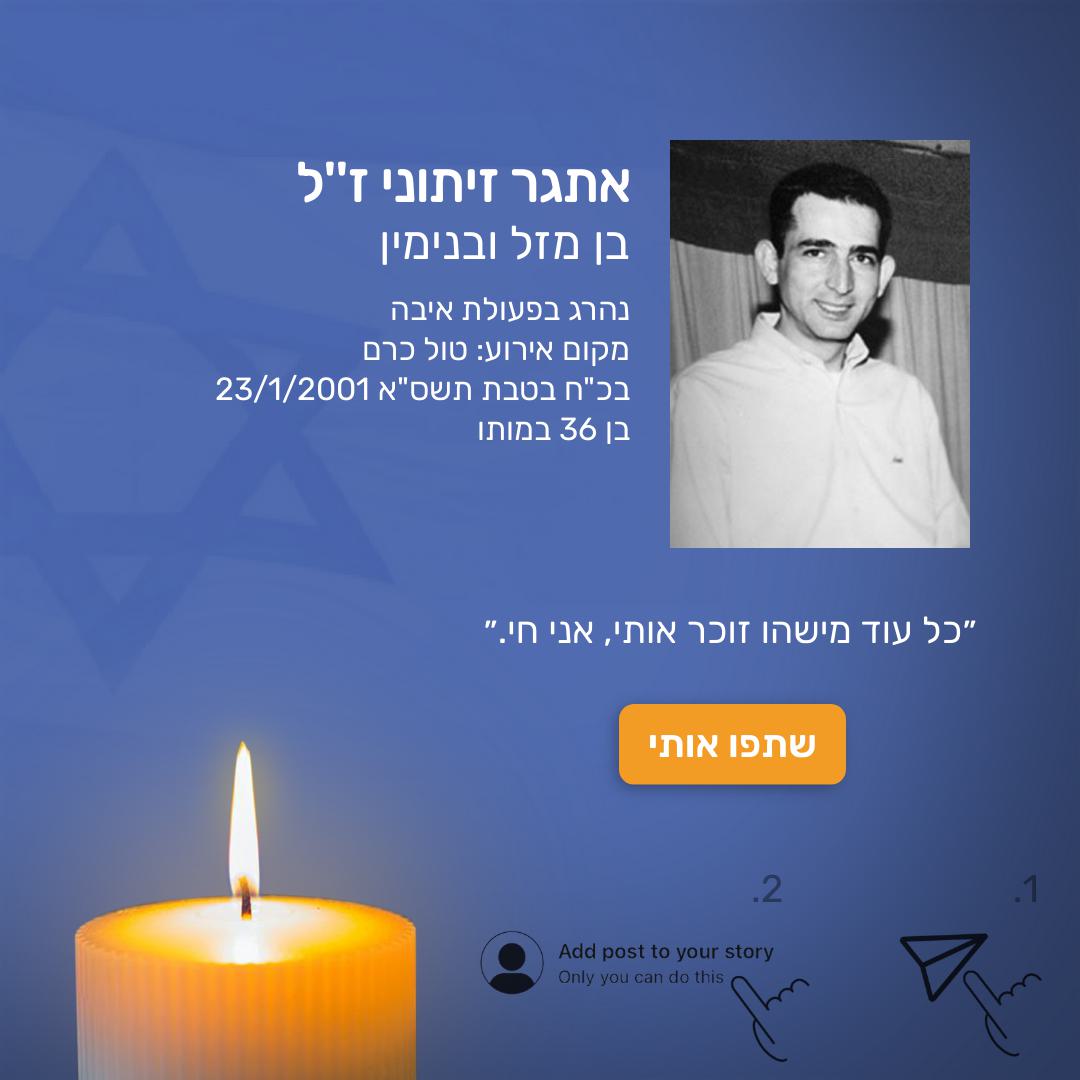 אתגר זיתוני ז"ל
בן מזל ובנימין
נהרג בפעולת איבה
מקום אירוע: טול כרם
בכ"ח בטבת תשס"א 23/1/2001
בן 36 במותו
״כל עוד מישהו זוכר אותי, אני חי.״
שתפו אותי
1.
2.
Add post to your story
Only you can do this